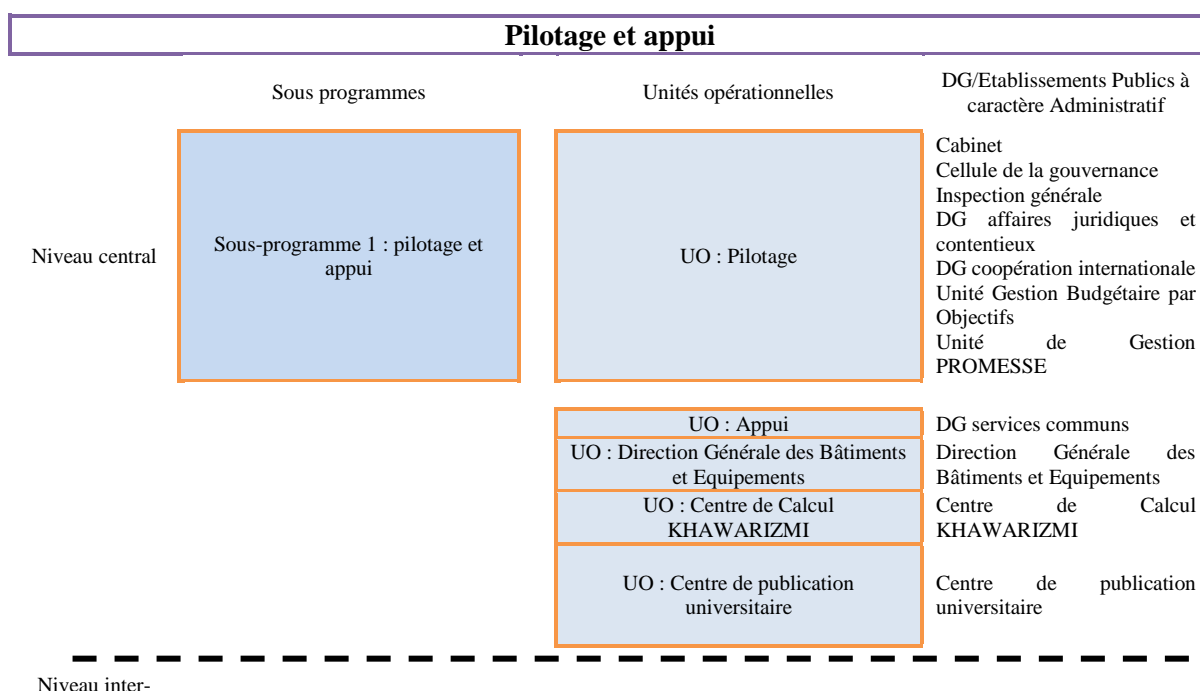 Pilotage et appui
Sous programmes
Unités opérationnelles
DG/Etablissements Publics à
caractère Administratif
Niveau central
Sous-programme 1 : pilotage et
appui
UO : Pilotage
Cabinet
Cellule de la gouvernance
Inspection générale
DG affaires juridiques et
contentieux
DG coopération internationale
Unité Gestion Budgétaire par
Objectifs
Unité de Gestion
PROMESSE
UO : Appui
DG services communs
UO : Direction Générale des Bâtiments
et Equipements
Direction Générale des
Bâtiments et Equipements
UO : Centre de Calcul
KHAWARIZMI
Centre de Calcul
KHAWARIZMI
UO : Centre de publication
universitaire
Centre de publication
universitaire
Niveau inter-